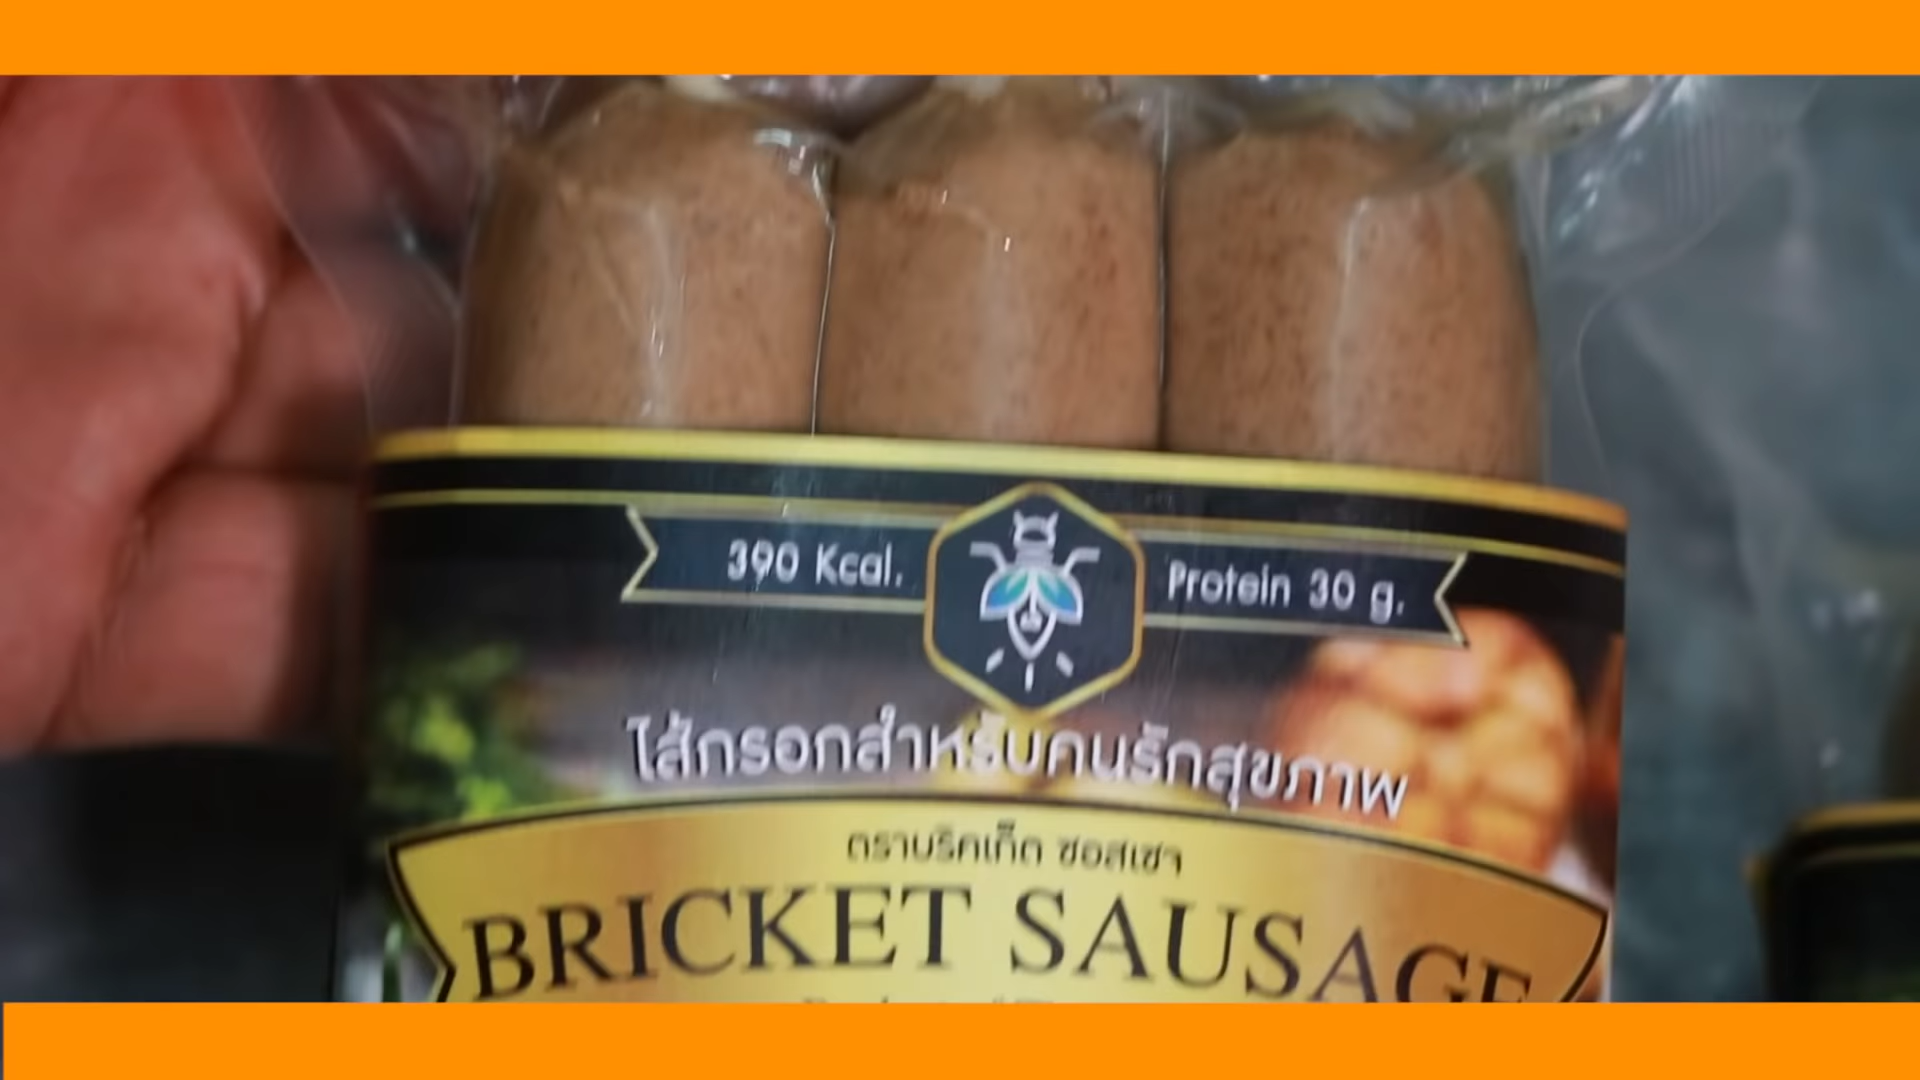 390 Kcal.
Protein 30 g.
ไส้กรอกสำหรับคนรักสุขภาพ
ตราบริคเก็ต ซอสเซจ
BRICKET SAUSAGE